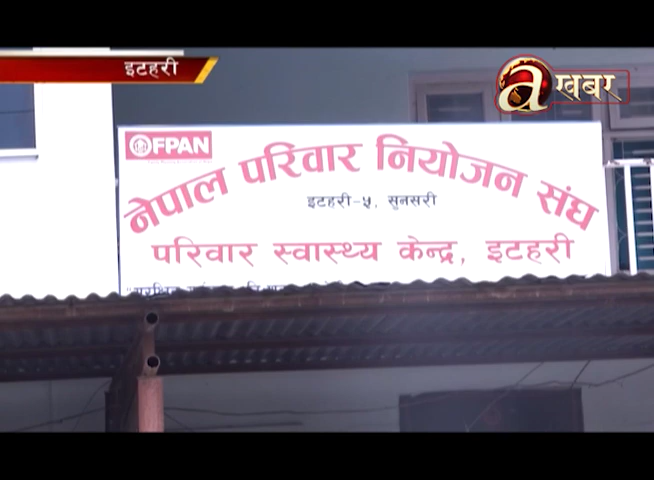 इटहरी
a खबर
FPAN
नेपाल परिवार नियोजन संघ
इटहरी-५, सुनसरी
परिवार स्वास्थ्य केन्द्र, इटहरी